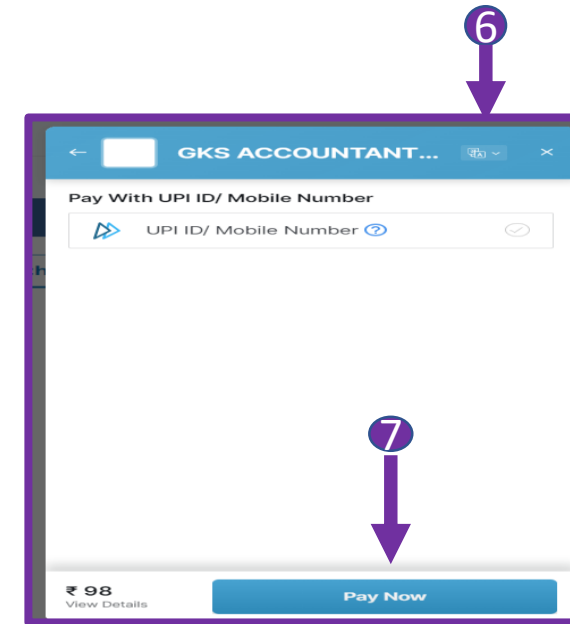 6
GKS ACCOUNTANT...
Pay With UPI ID/ Mobile Number
UPI ID/ Mobile Number ?
h
7
₹ 98
View Details
Pay Now